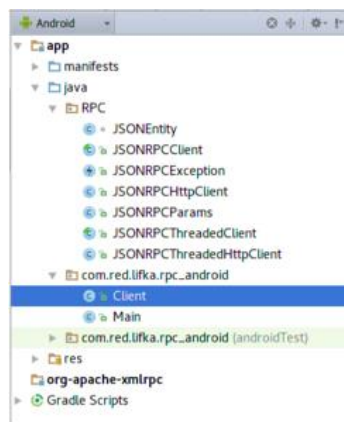 Android
app
manifests
java
RPC
JSONEntity
JSONRPCClient
JSONRPCException
JSONRPCHttpClient
JSONRPCParams
JSONRPCThreadedClient
JSONRPCThreadedHttpClient
com.red.lifka.rpc_android
Client
Main
com.red.lifka.rpc_android (androidTest)
res
org-apache-xmlrpc
Gradle Scripts